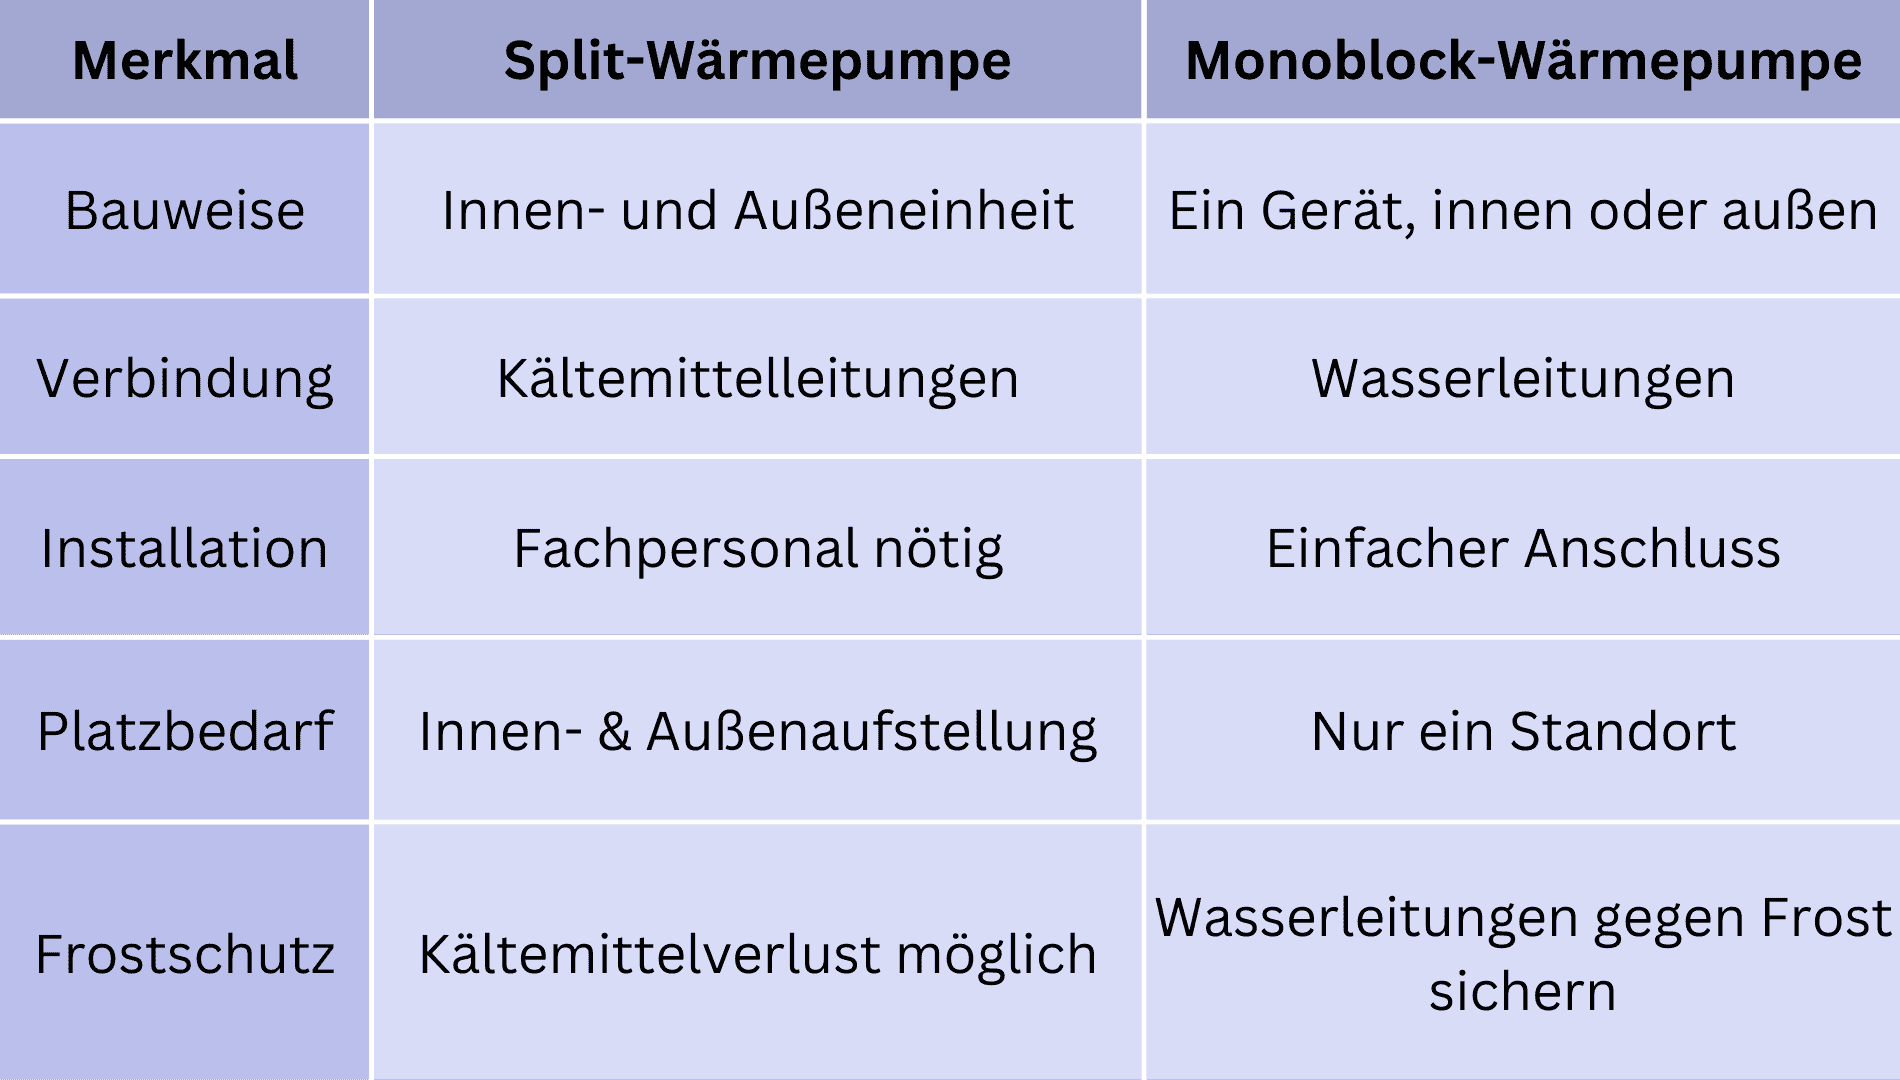 Merkmal Split-Wärmepumpe Monoblock-Wärmepumpe
Bauweise Innen- und Außeneinheit Ein Gerät, innen oder außen
Verbindung Kältemittelleitungen Wasserleitungen
Installation Fachpersonal nötig Einfacher Anschluss
Platzbedarf Innen- & Außenaufstellung Nur ein Standort
Frostschutz Kältemittelverlust möglich Wasserleitungen gegen Frost
sichern